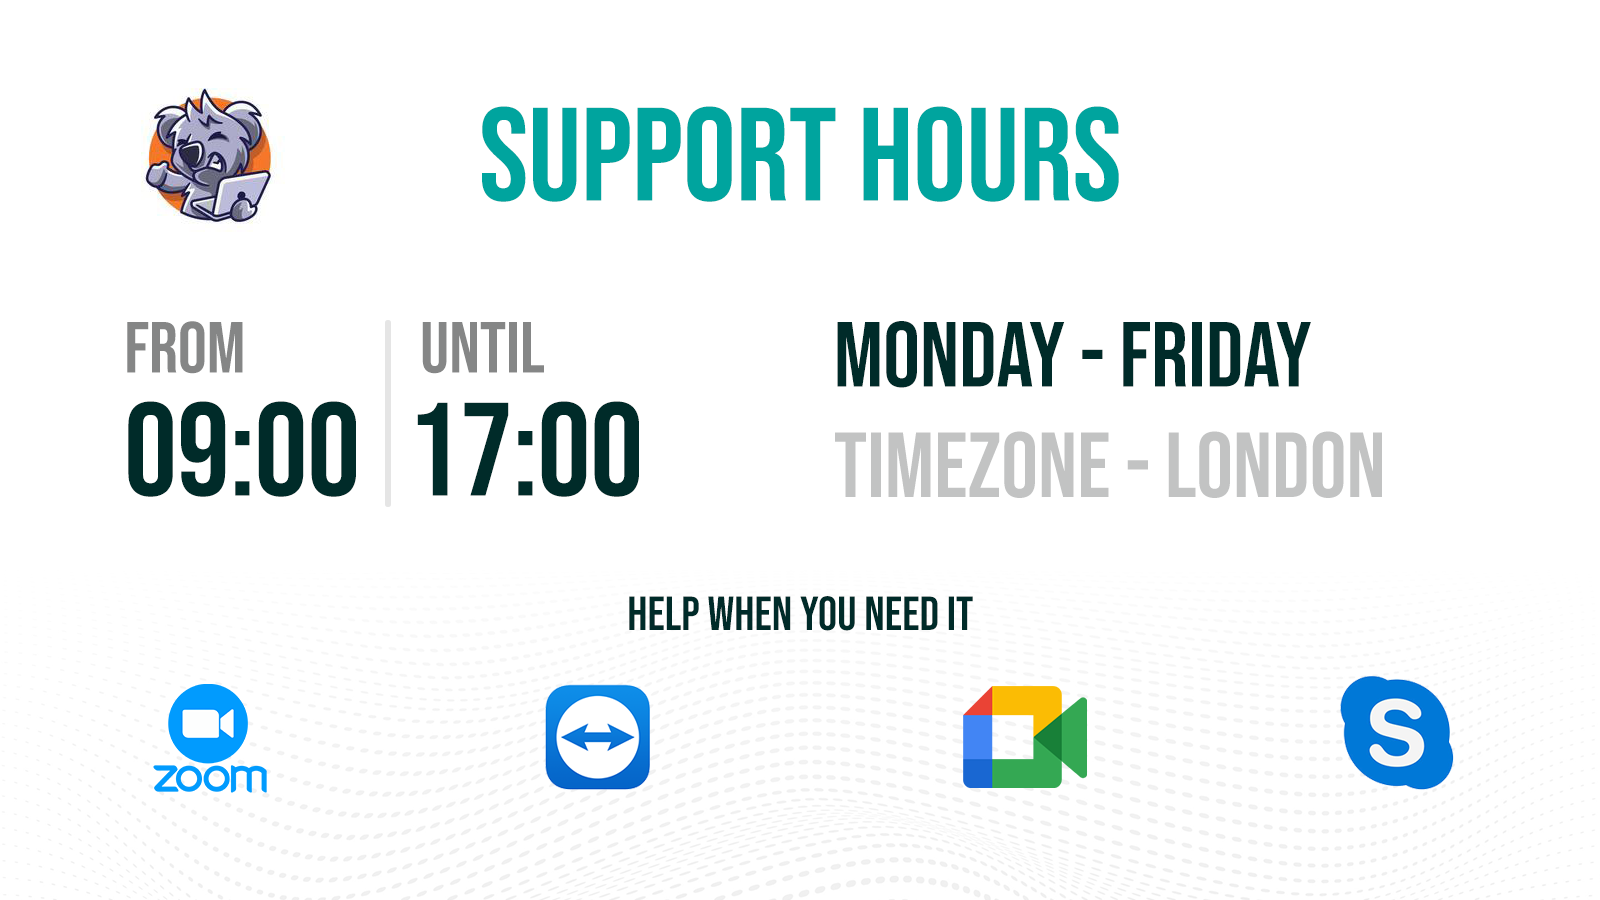 SUPPORT HOURS
FROM
09:00
UNTIL
17:00
MONDAY - FRIDAY
TIMEZONE - LONDON
HELP WHEN YOU NEED IT
zoom
S